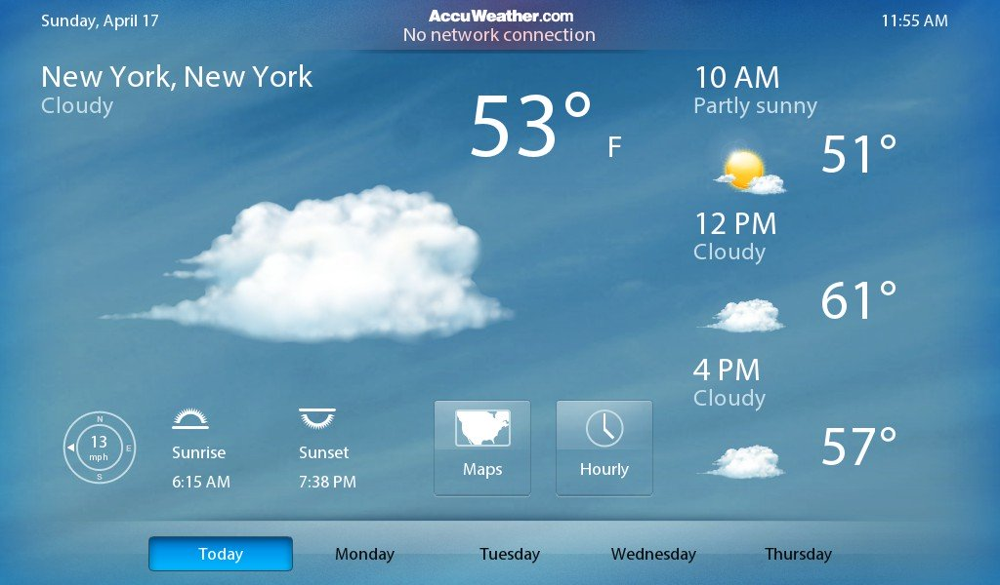 Sunday, April 17
AccuWeather.com
No network connection
11:55 AM
New York, New York
Cloudy
53°
F
10 AM
Partly sunny
51°
12 PM
Cloudy
61°
4 PM
Cloudy
57°
N
13
mph
E
S
Sunrise
6:15 AM
Sunset
7:38 PM
Maps
Hourly
Today
Monday
Tuesday
Wednesday
Thursday